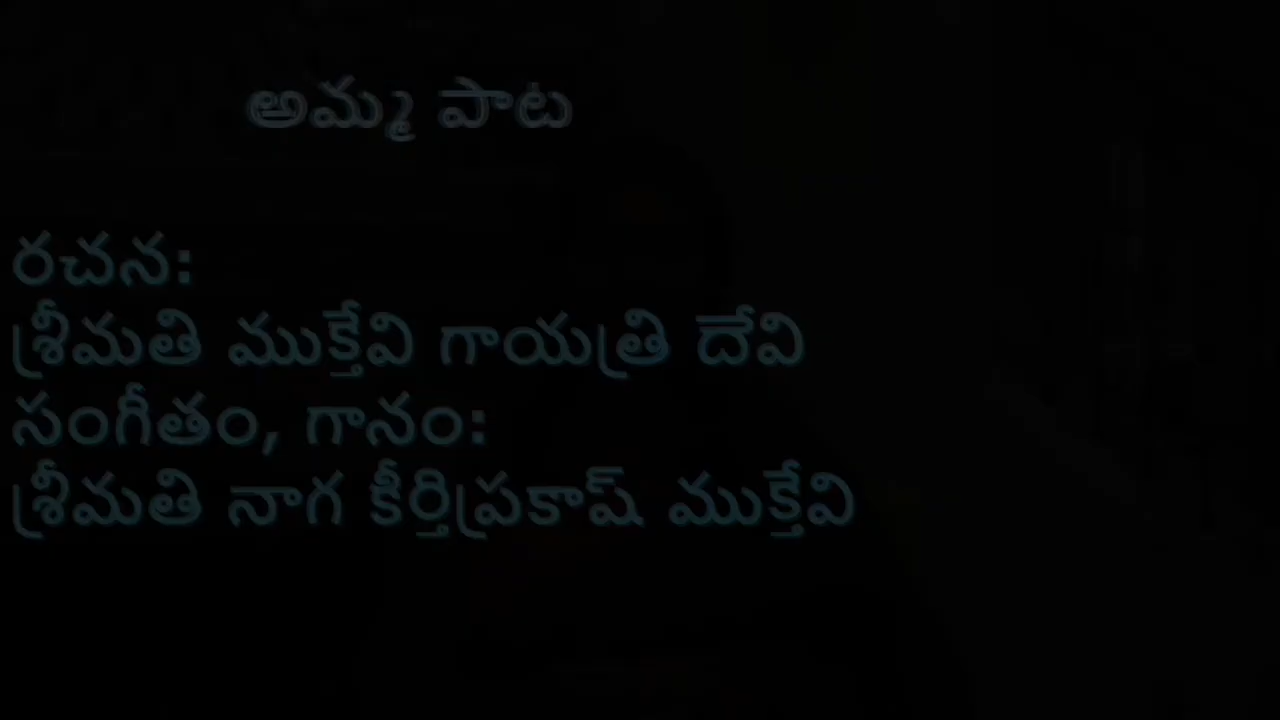 అమ్మ పాట
రచన:
శ్రీమతి ముక్తేవి గాయత్రి దేవి
సంగీతం, గానం:
శ్రీమతి నాగ కీర్తిప్రకాష్ ముక్తేవి